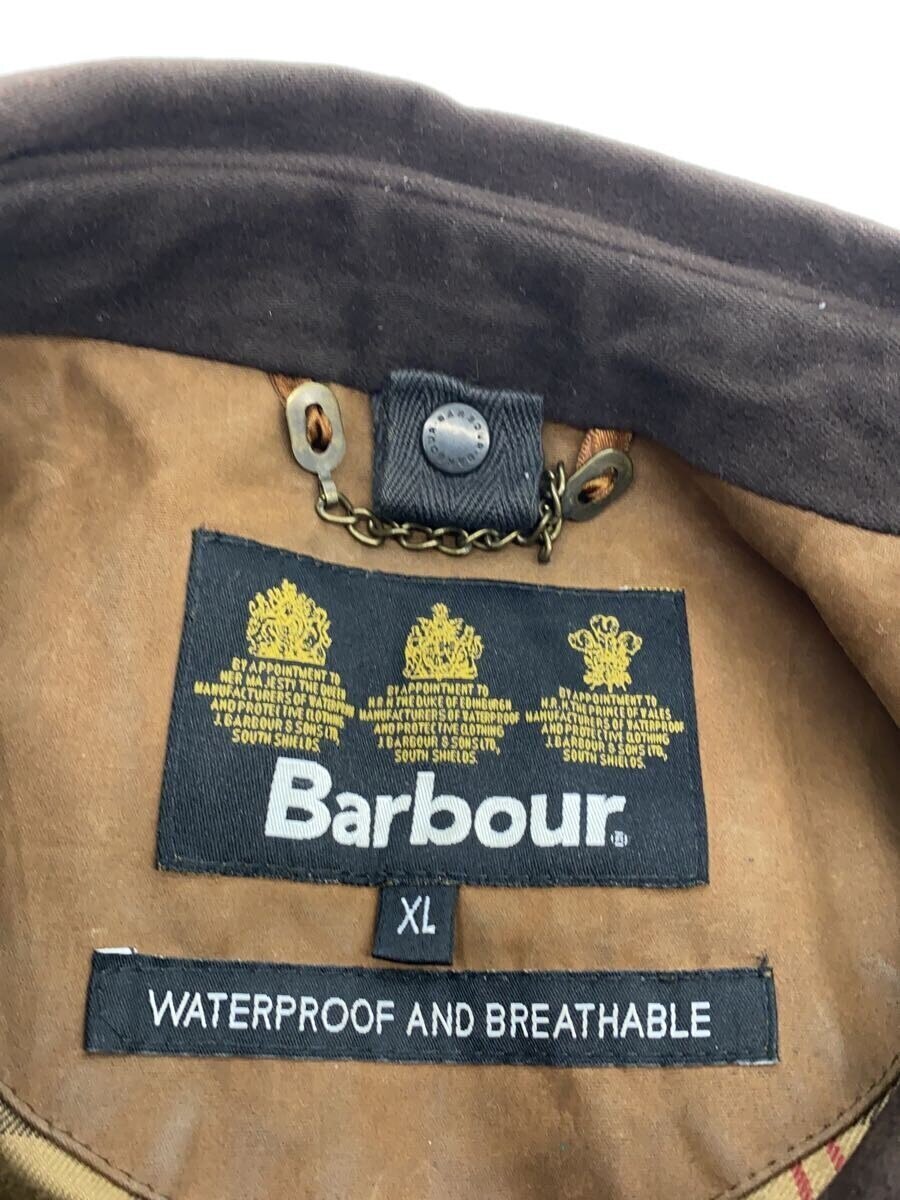 BARBOUR BARBOUR
BY APPOINTMENT TO
HER MAJESTY THE QUEEN
MANUFACTURERS OF WATERPROOF
AND PROTECTIVE CLOTHING
J. BARBOUR & SONS LTD,
SOUTH SHIELDS.
BY APPOINTMENT TO
H.R.H. THE DUKE OF EDINBURGH
MANUFACTURERS OF WATERPROOF
AND PROTECTIVE CLOTHING
J. BARBOUR & SONS LTD,
SOUTH SHIELDS.
BY APPOINTMENT TO
H.R.H. THE PRINCE OF WALES
MANUFACTURERS OF WATERPROOF
AND PROTECTIVE CLOTHING
J. BARBOUR & SONS LTD,
SOUTH SHIELDS.
Barbour
XL
WATERPROOF AND BREATHABLE